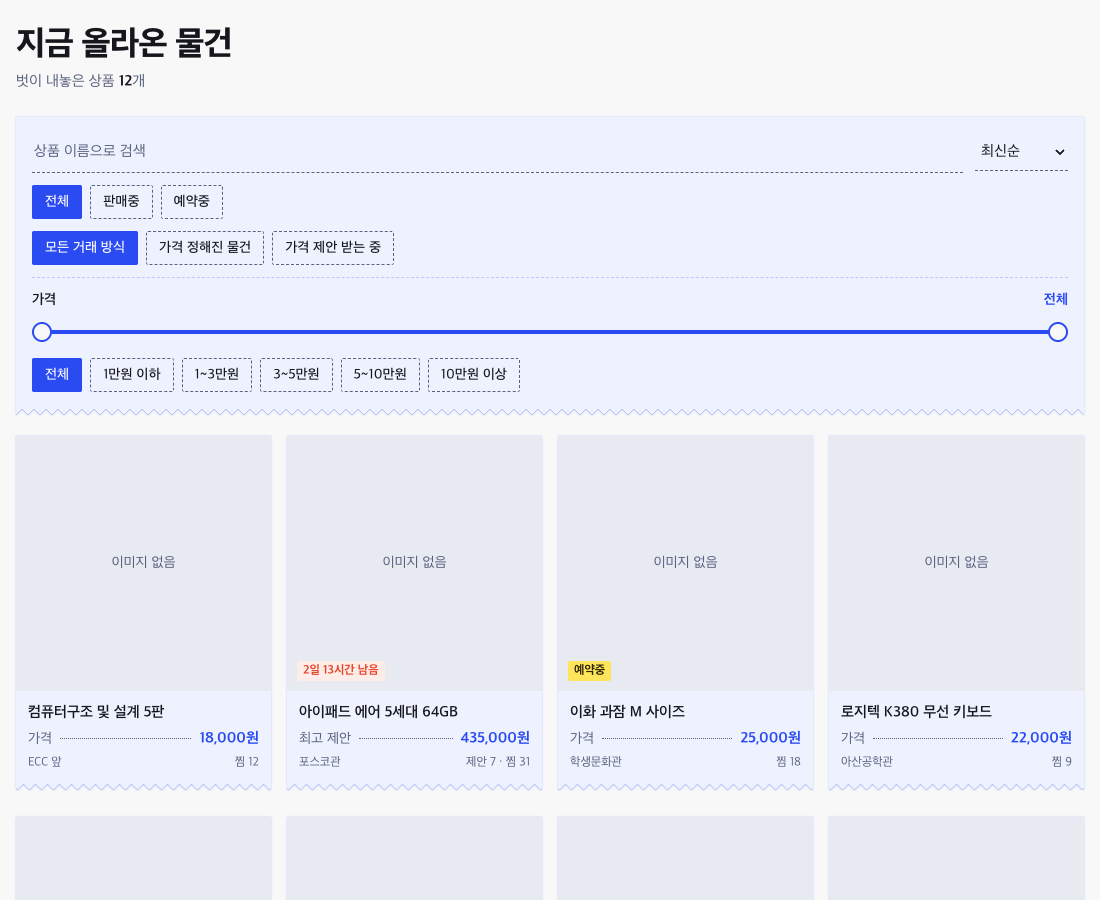 지금 올라온 물건
벗이 내놓은 상품 12개
상품 이름으로 검색 최신순
전체 판매중 예약중
모든 거래 방식 가격 정해진 물건 가격 제안 받는 중
가격 전체
전체 1만원 이하 1~3만원 3~5만원 5~10만원 10만원 이상
이미지 없음 이미지 없음 이미지 없음 이미지 없음
2일 13시간 남음 예약중
컴퓨터구조 및 설계 5판 아이패드 에어 5세대 64GB 이화 과잠 M 사이즈 로지텍 K380 무선 키보드
가격 18,000원 최고 제안 435,000원 가격 25,000원 가격 22,000원
ECC 앞 찜 12 포스코관 제안 7 · 찜 31 학생문화관 찜 18 아산공학관 찜 9